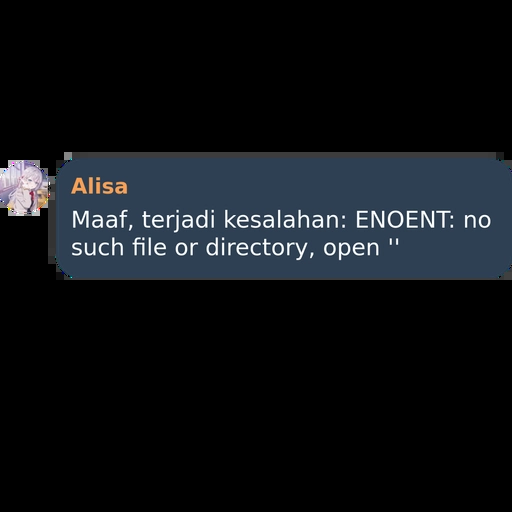 Alisa
Maaf, terjadi kesalahan: ENOENT: no
such file or directory, open ''